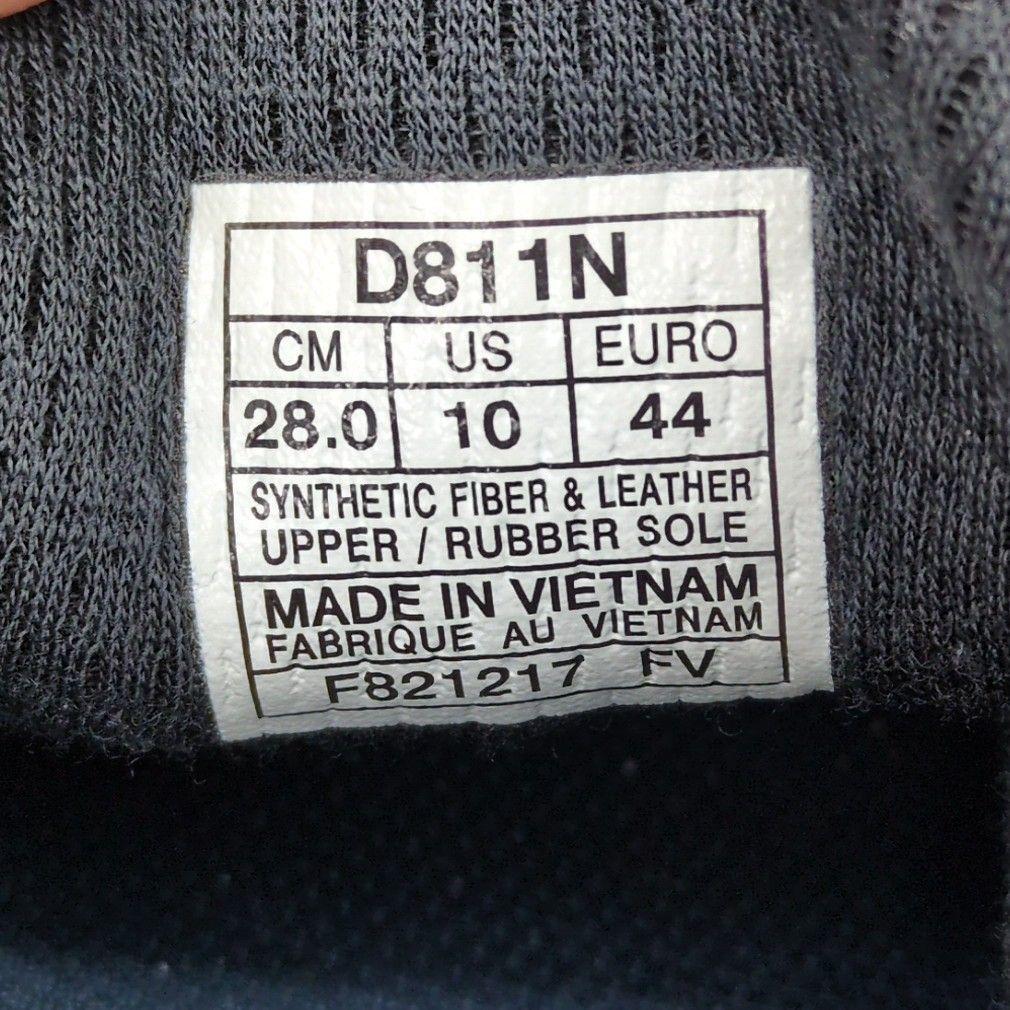 D811N
CM US EURO
28.0 10 44
SYNTHETIC FIBER & LEATHER
UPPER / RUBBER SOLE
MADE IN VIETNAM
FABRIQUE AU VIETNAM
F821217 FV